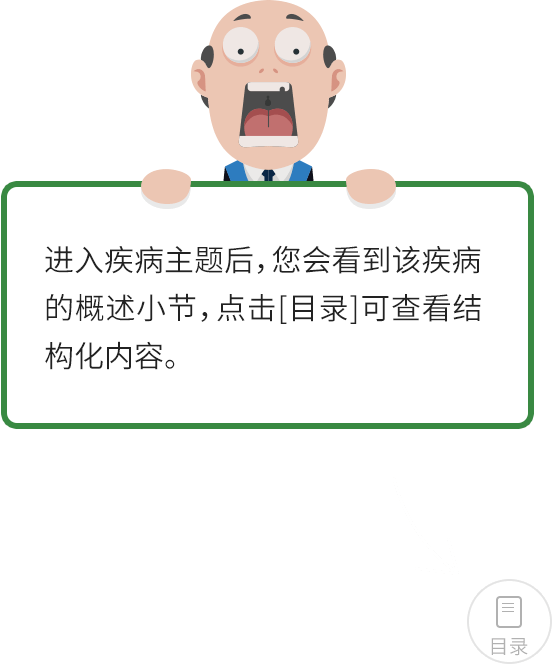 进入疾病主题后，您会看到该疾病
的概述小节，点击[目录]可查看结
构化内容。
目录